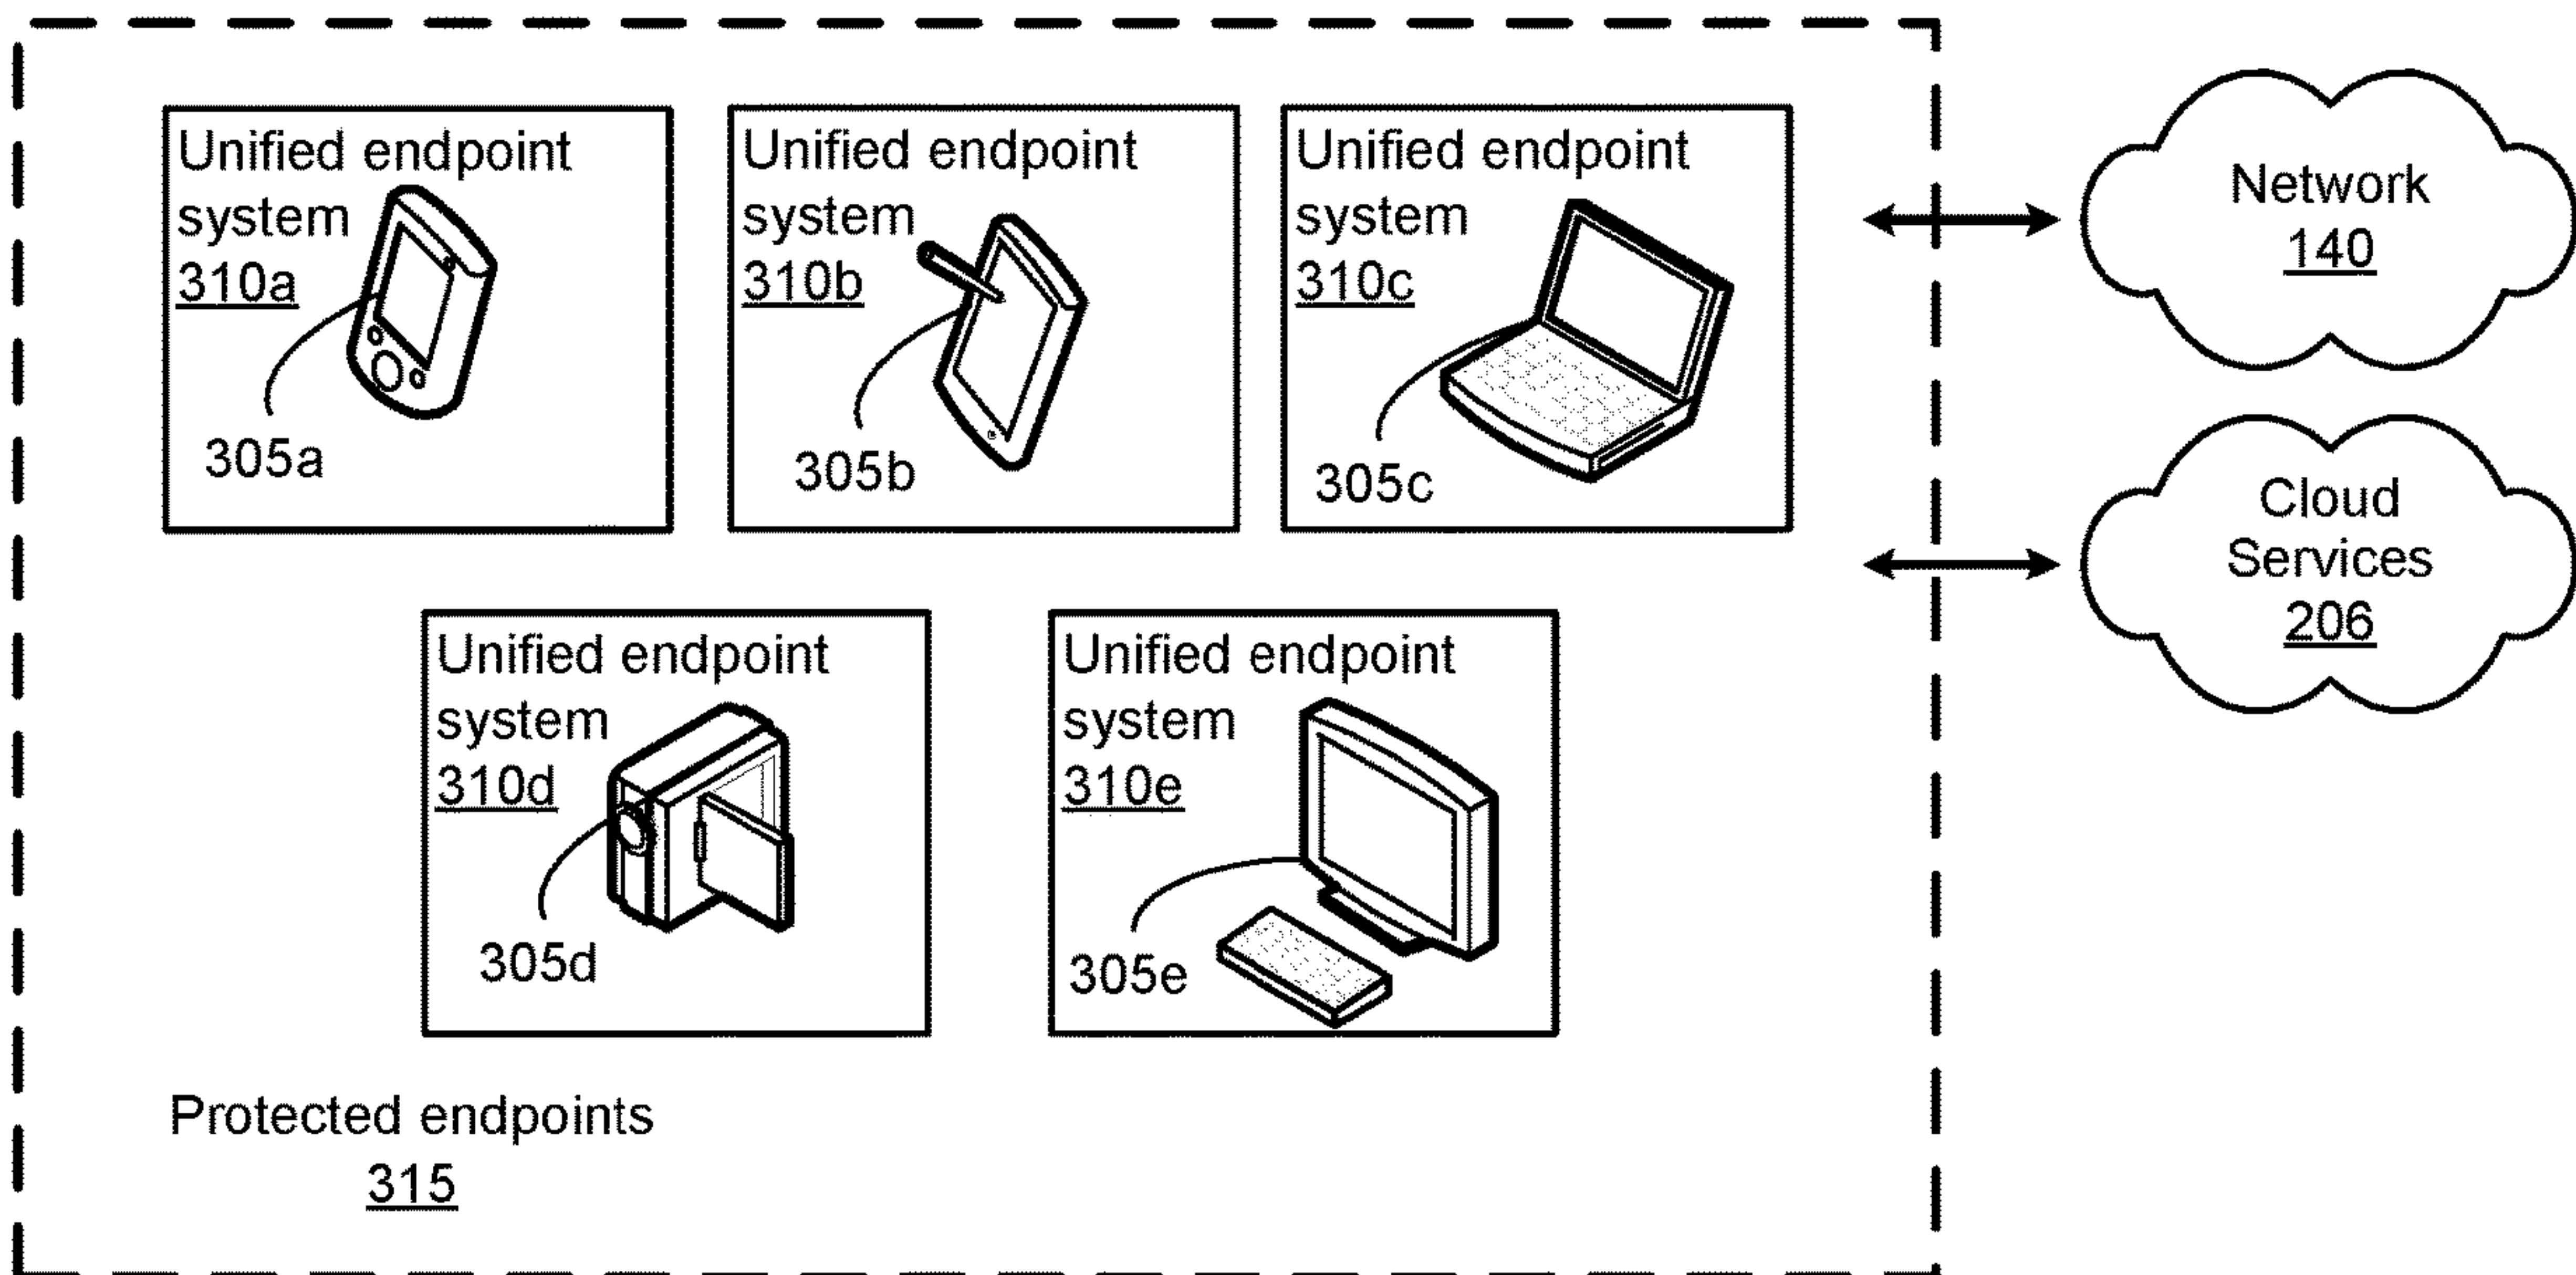 Unified endpoint
system
310a
305a
Unified endpoint
system
310b
305b
Unified endpoint
system
310c
305c
Network
140
Cloud
Services
206
Unified endpoint
system
310d
305d
Unified endpoint
system
310e
305e
Protected endpoints
315